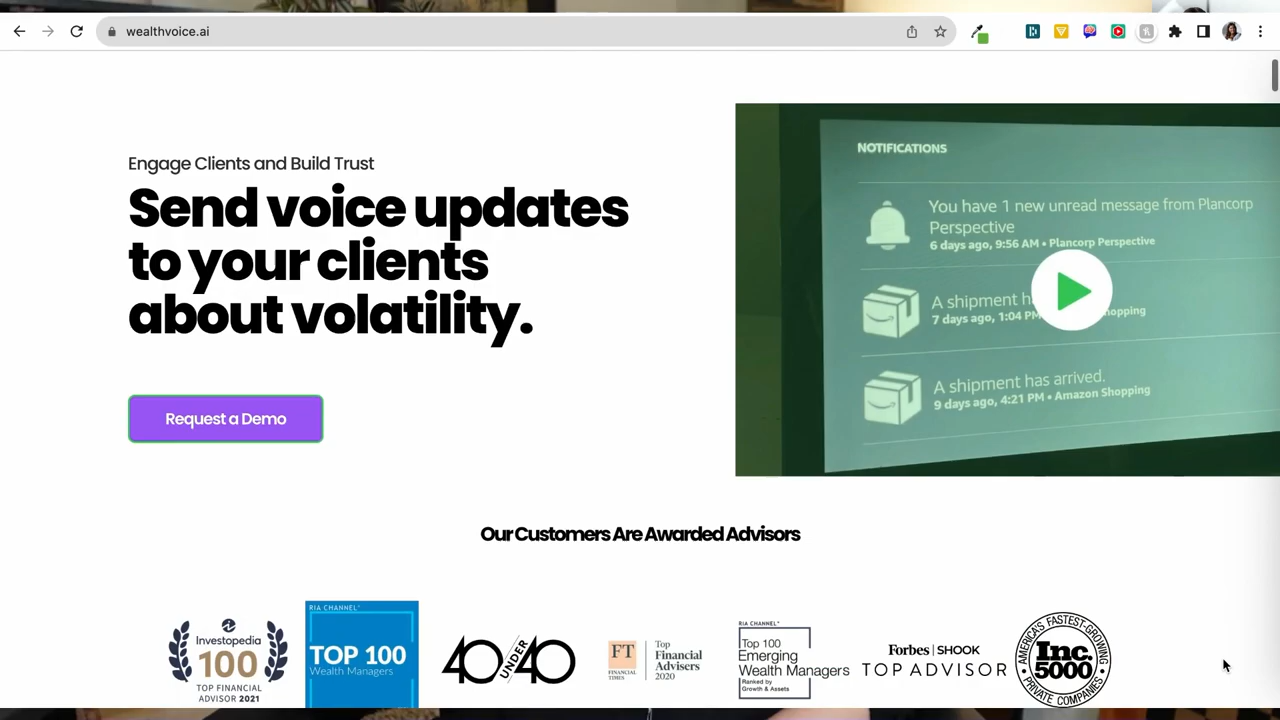 wealthvoice.ai
Engage Clients and Build Trust
Send voice updates
to your clients
about volatility.
Request a Demo
NOTIFICATIONS
You have 1 new unread message from Plancorp
Perspective
6 days ago, 9:56 AM • Plancorp Perspective
A shipment h
7 days ago, 1:04 PM
hopping
A shipment has arrived.
9 days ago, 4:21 PM • Amazon Shopping
Our Customers Are Awarded Advisors
Investopedia
100
TOP FINANCIAL
ADVISOR 2021
RIA CHANNEL®
TOP 100
Wealth Managers
40 UNDER 40
FT
FINANCIAL
TIMES
Top
Financial
Advisers
2020
RIA CHANNEL®
Top 100
Emerging
Wealth Managers
Ranked by
Growth & Assets
Forbes | SHOOK
TOP ADVISOR
AMERICA'S FASTEST-GROWING
Inc.
5000
PRIVATE COMPANIES